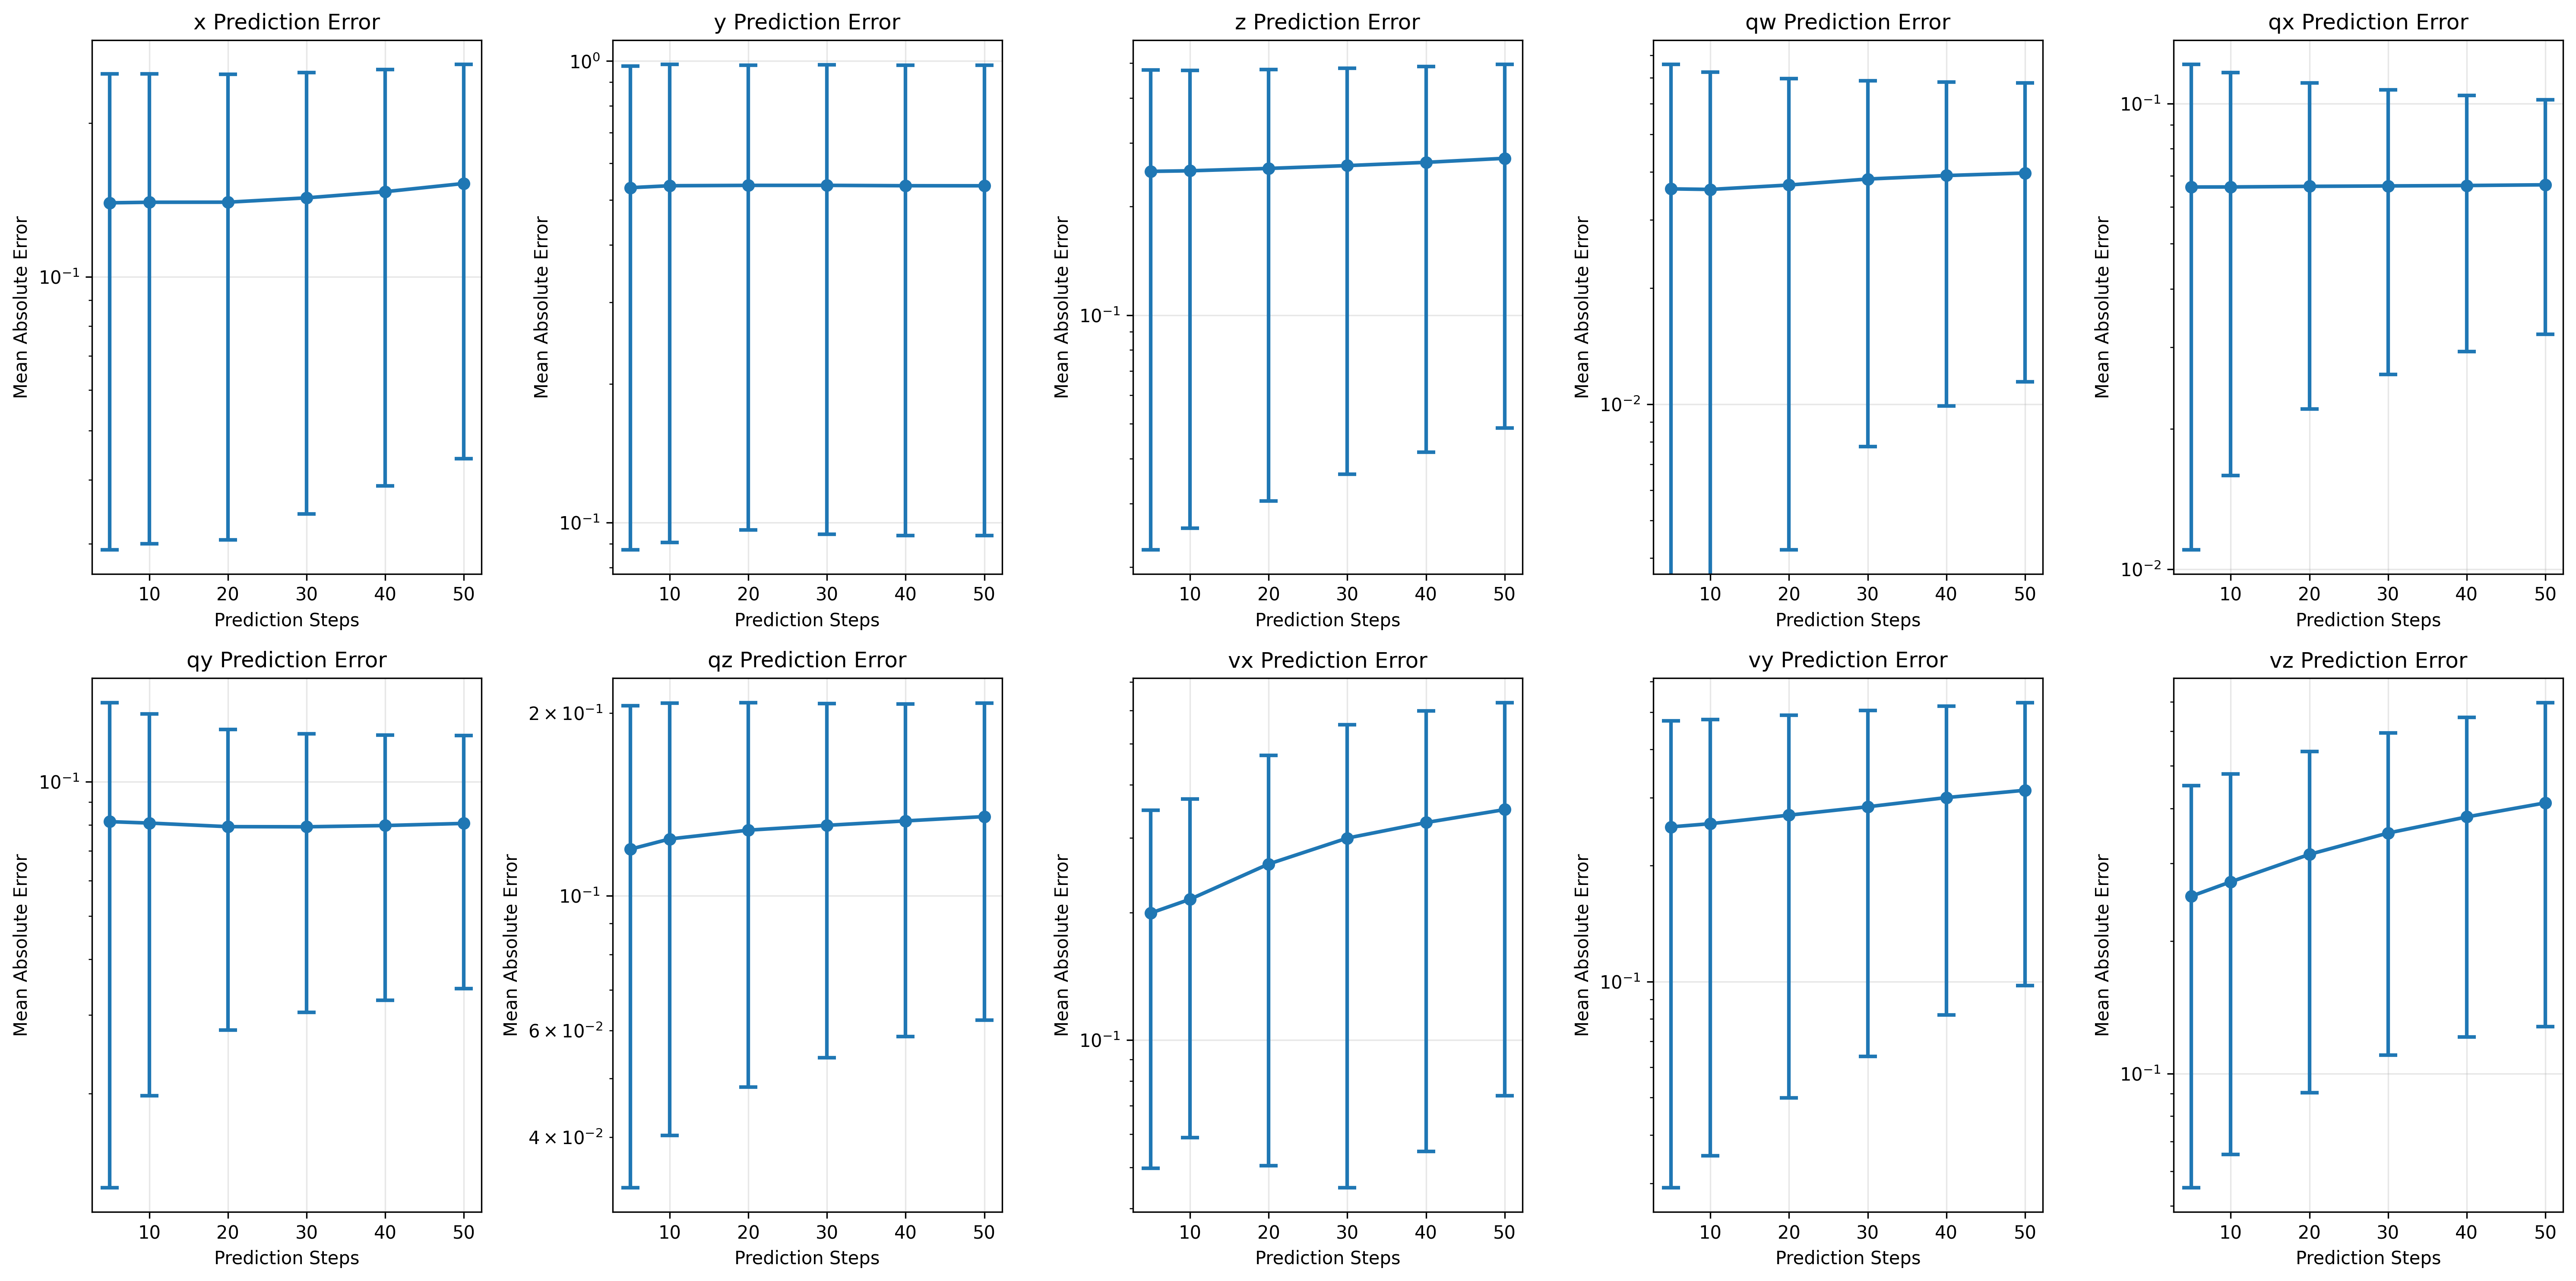 x Prediction Error
Mean Absolute Error
10⁻¹
10 20 30 40 50
Prediction Steps
y Prediction Error
Mean Absolute Error
10⁰
10⁻¹
10 20 30 40 50
Prediction Steps
z Prediction Error
Mean Absolute Error
10⁻¹
10 20 30 40 50
Prediction Steps
qw Prediction Error
Mean Absolute Error
10⁻²
10 20 30 40 50
Prediction Steps
qx Prediction Error
Mean Absolute Error
10⁻¹
10⁻²
10 20 30 40 50
Prediction Steps
qy Prediction Error
Mean Absolute Error
10⁻¹
10 20 30 40 50
Prediction Steps
qz Prediction Error
Mean Absolute Error
2 × 10⁻¹
10⁻¹
6 × 10⁻²
4 × 10⁻²
10 20 30 40 50
Prediction Steps
vx Prediction Error
Mean Absolute Error
10⁻¹
10 20 30 40 50
Prediction Steps
vy Prediction Error
Mean Absolute Error
10⁻¹
10 20 30 40 50
Prediction Steps
vz Prediction Error
Mean Absolute Error
10⁻¹
10 20 30 40 50
Prediction Steps